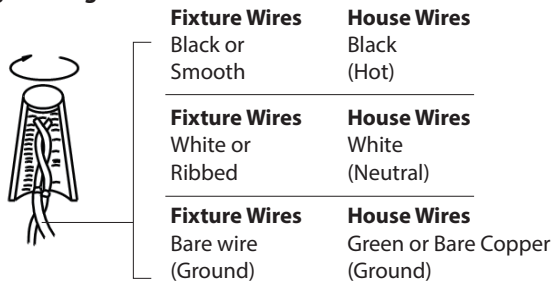 Fixture Wires House Wires
Black or Black
Smooth (Hot)
Fixture Wires House Wires
White or White
Ribbed (Neutral)
Fixture Wires House Wires
Bare wire Green or Bare Copper
(Ground) (Ground)